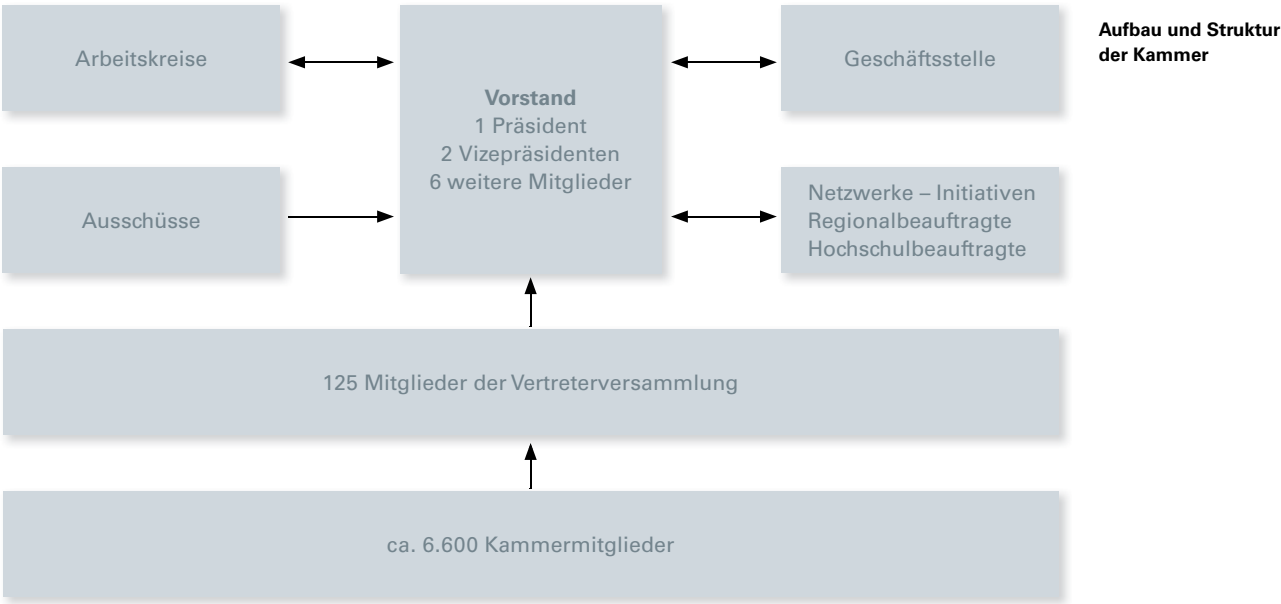 Aufbau und Struktur
der Kammer
Arbeitskreise
Vorstand
1 Präsident
2 Vizepräsidenten
6 weitere Mitglieder
Geschäftsstelle
Ausschüsse
Netzwerke – Initiativen
Regionalbeauftragte
Hochschulbeauftragte
125 Mitglieder der Vertreterversammlung
ca. 6.600 Kammermitglieder